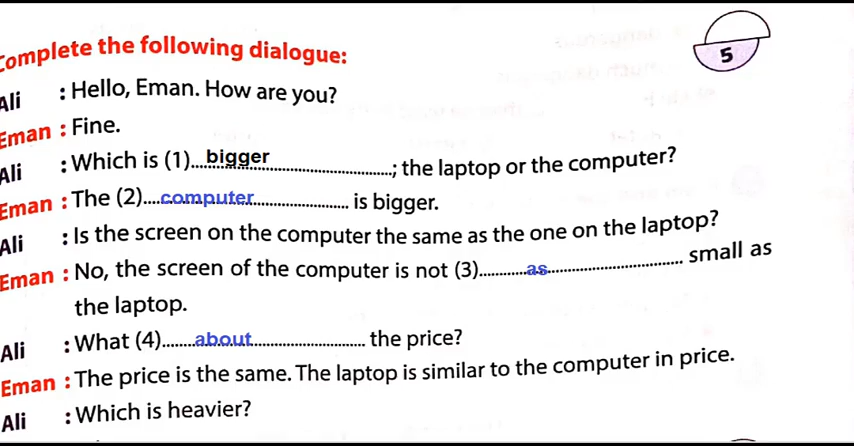 Complete the following dialogue:
5
Ali : Hello, Eman. How are you?
Eman : Fine.
Ali : Which is (1)...bigger..............................; the laptop or the computer?
Eman : The (2)....computer....................... is bigger.
Ali : Is the screen on the computer the same as the one on the laptop?
Eman : No, the screen of the computer is not (3)............as................................. small as
the laptop.
Ali : What (4)........about............................ the price?
Eman : The price is the same. The laptop is similar to the computer in price.
Ali : Which is heavier?